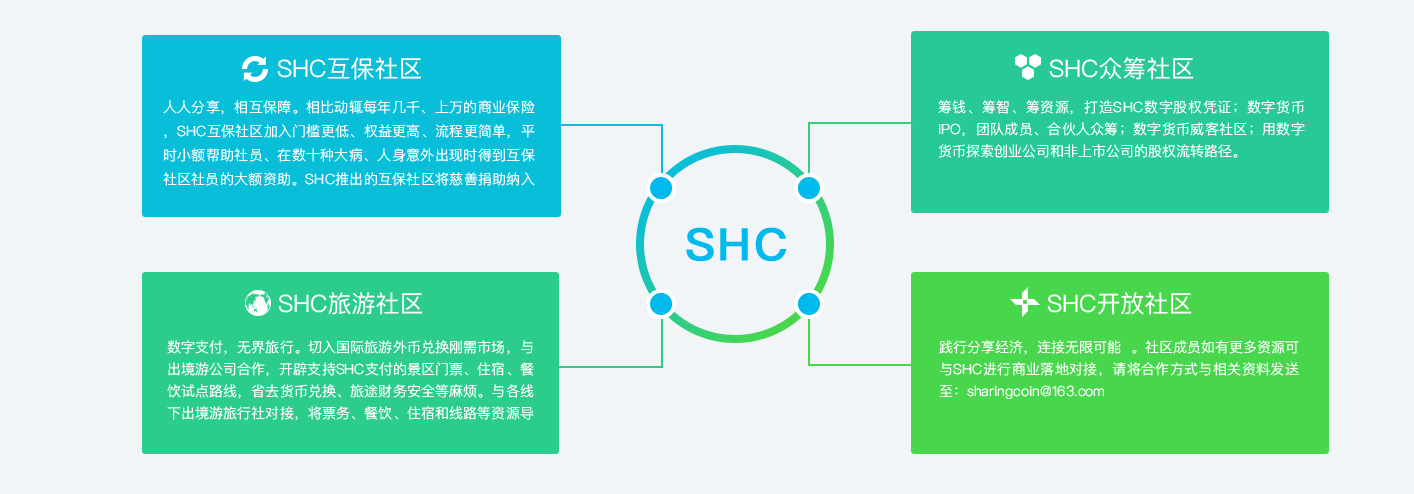 SHC互保社区
人人分享，相互保障。相比动辄每年几千、上万的商业保险
，SHC互保社区加入门槛更低、权益更高、流程更简单，平
时小额帮助社员、在数十种大病、人身意外出现时得到互保
社区社员的大额资助。SHC推出的互保社区将慈善捐助纳入
SHC众筹社区
筹钱、筹智、筹资源，打造SHC数字股权凭证；数字货币
IPO，团队成员、合伙人众筹；数字货币威客社区；用数字
货币探索创业公司和非上市公司的股权流转路径。
SHC
SHC旅游社区
数字支付，无界旅行。切入国际旅游外币兑换刚需市场，与
出境游公司合作，开辟支持SHC支付的景区门票、住宿、餐
饮试点路线，省去货币兑换、旅途财务安全等麻烦。与各线
下出境游旅行社对接，将票务、餐饮、住宿和线路等资源导
SHC开放社区
践行分享经济，连接无限可能 。社区成员如有更多资源可
与SHC进行商业落地对接，请将合作方式与相关资料发送
至：sharingcoin@163.com